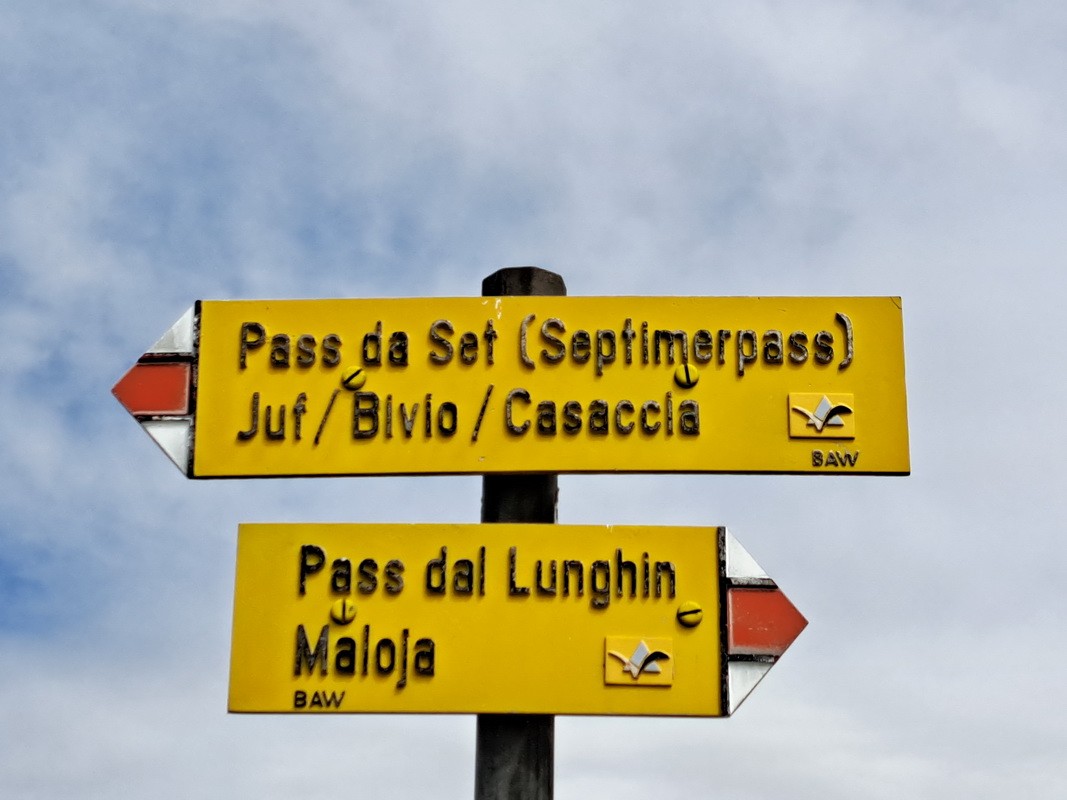 Pass da Set (Septimerpass)
Juf / Bivio / Casaccia
BAW
Pass dal Lunghin
Maloja
BAW